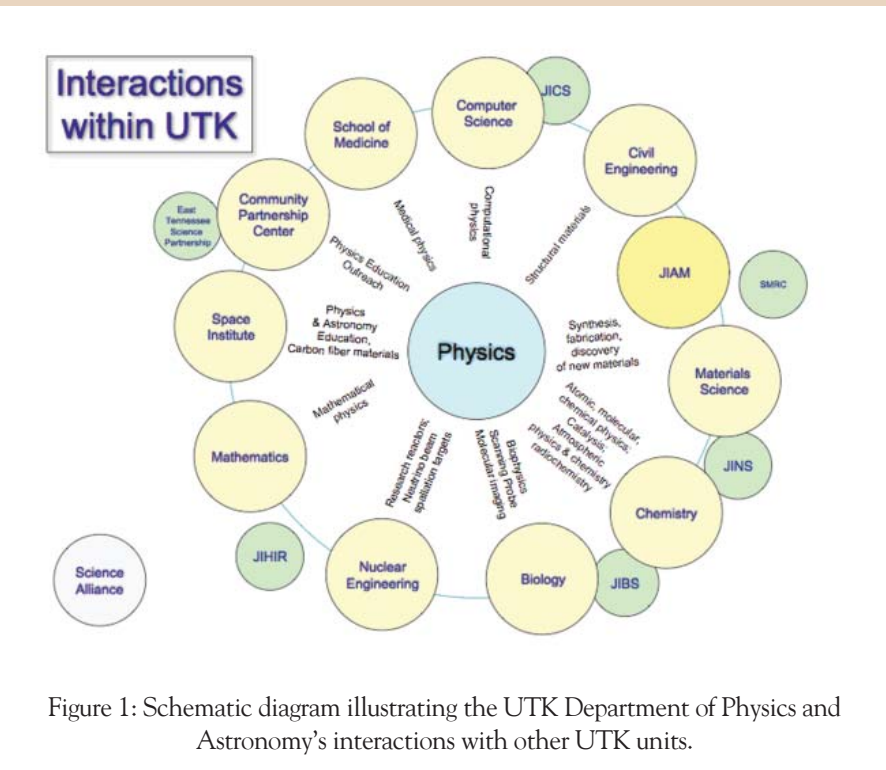 Interactions
within UTK
Computer
Science
JICS
School of
Medicine
Civil
Engineering
Community
Partnership
Center
East
Tennessee
Science
Partnership
Medical physics
Computational
physics
Structural materials
JIAM
SMRC
Physics Education
Outreach
Space
Institute
Physics
& Astronomy
Education,
Carbon fiber materials
Physics
Synthesis,
fabrication,
discovery
of new materials
Materials
Science
Mathematical
physics
Atomic, molecular,
chemical physics;
Catalysis;
Atmospheric
physics & chemistry
radiochemistry
Mathematics
Research reactors;
Neutrino beam
spallation targets
Biophysics
Scanning Probe
Molecular imaging
JINS
Chemistry
JIHIR
Nuclear
Engineering
Biology
JIBS
Science
Alliance
Figure 1: Schematic diagram illustrating the UTK Department of Physics and
Astronomy's interactions with other UTK units.